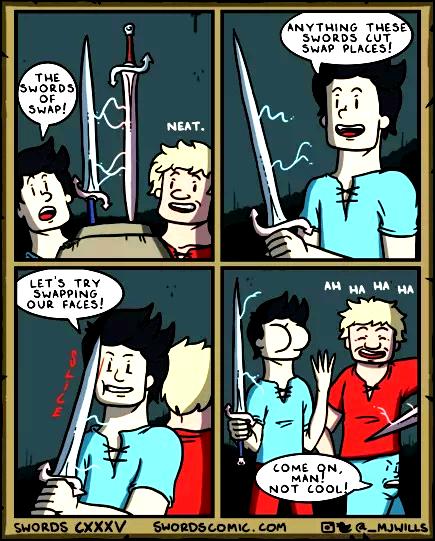 THE
SWORDS
OF
SWAP!
NEAT.
ANYTHING THESE
SWORDS CUT
SWAP PLACES!
LET'S TRY
SWAPPING
OUR FACES!
SLICE
AH HA HA HA
COME ON,
MAN!
NOT COOL!
SWORDS CXXXV SWORDSCOMIC.COM @_MJWILLS